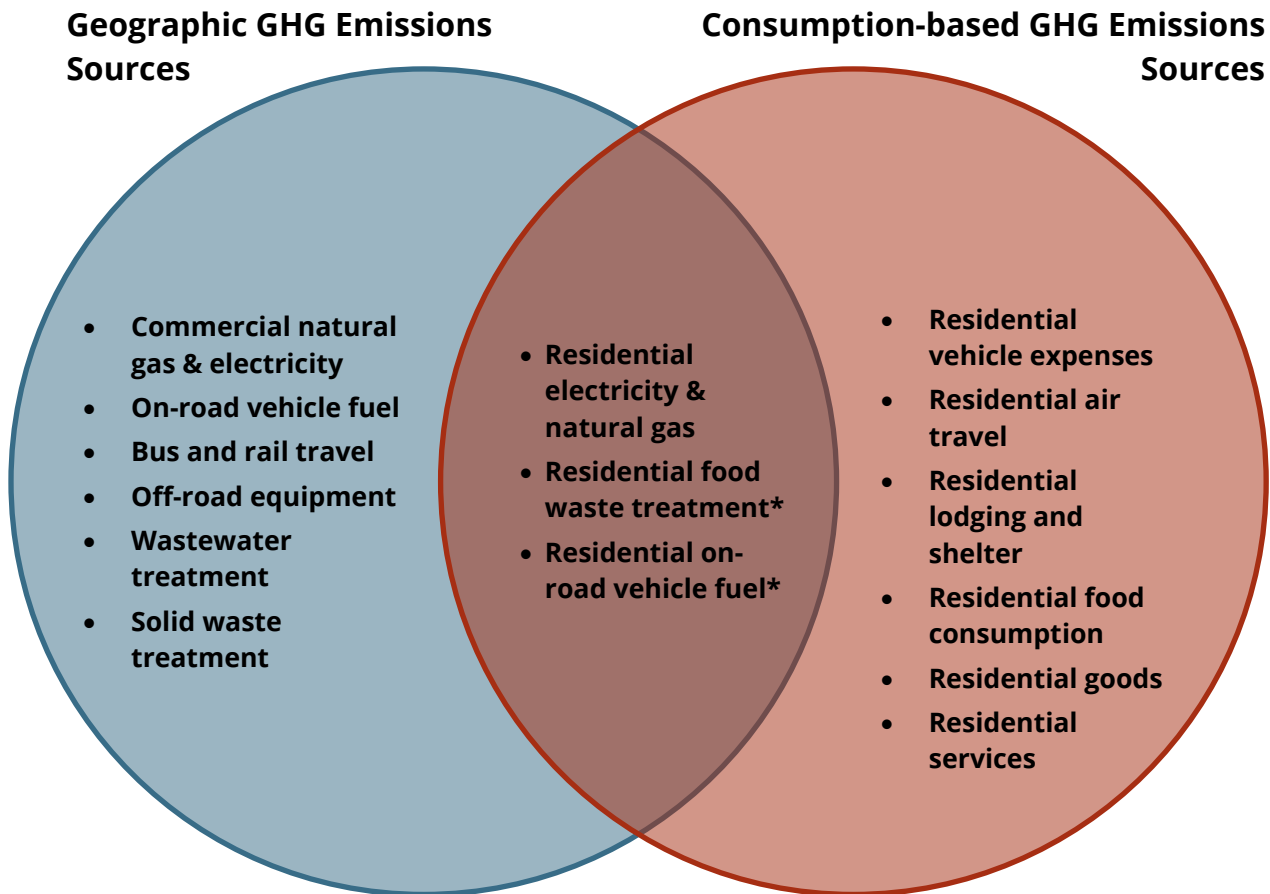 Geographic GHG Emissions
Sources
Consumption-based GHG Emissions
Sources
• Commercial natural
gas & electricity
• On-road vehicle fuel
• Bus and rail travel
• Off-road equipment
• Wastewater
treatment
• Solid waste
treatment
• Residential
electricity &
natural gas
• Residential food
waste treatment*
• Residential on-
road vehicle fuel*
• Residential
vehicle expenses
• Residential air
travel
• Residential
lodging and
shelter
• Residential food
consumption
• Residential goods
• Residential
services